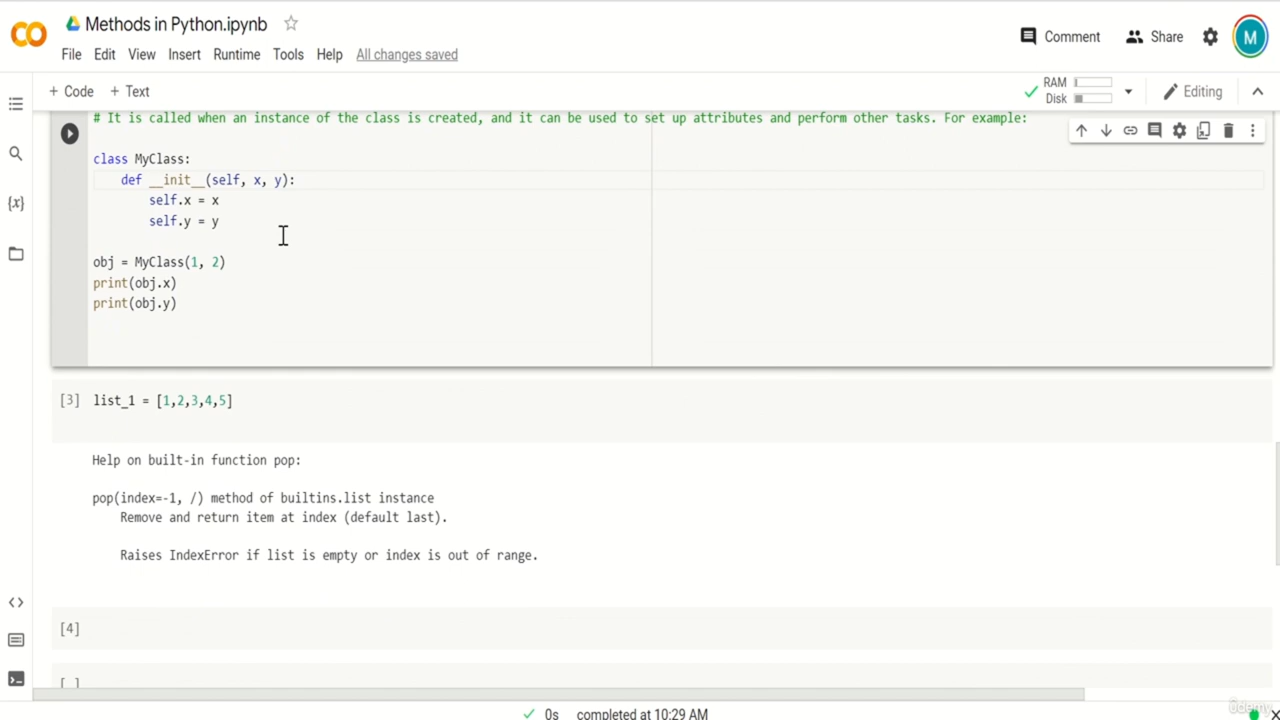 Methods in Python.ipynb
File Edit View Insert Runtime Tools Help All changes saved
Comment Share M
+ Code + Text
RAM
Disk
Editing
# It is called when an instance of the class is created, and it can be used to set up attributes and perform other tasks. For example:
class MyClass:
def __init__(self, x, y):
self.x = x
self.y = y
obj = MyClass(1, 2)
print(obj.x)
print(obj.y)
[3] list_1 = [1,2,3,4,5]
Help on built-in function pop:
pop(index=-1, /) method of builtins.list instance
Remove and return item at index (default last).
Raises IndexError if list is empty or index is out of range.
[4]
[ ]
0s completed at 10:29 AM
ûdemy